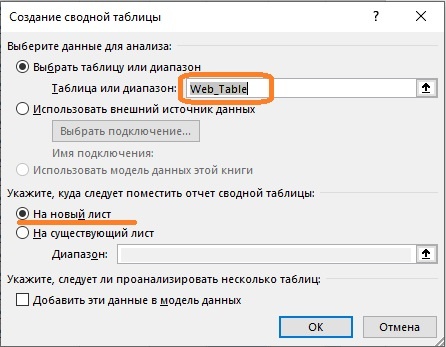 Создание сводной таблицы ? ×
Выберите данные для анализа:
Выбрать таблицу или диапазон
Таблица или диапазон: Web_Table
Использовать внешний источник данных
Выбрать подключение...
Имя подключения:
Использовать модель данных этой книги
Укажите, куда следует поместить отчет сводной таблицы:
На новый лист
На существующий лист
Диапазон:
Укажите, следует ли проанализировать несколько таблиц:
Добавить эти данные в модель данных
ОК Отмена